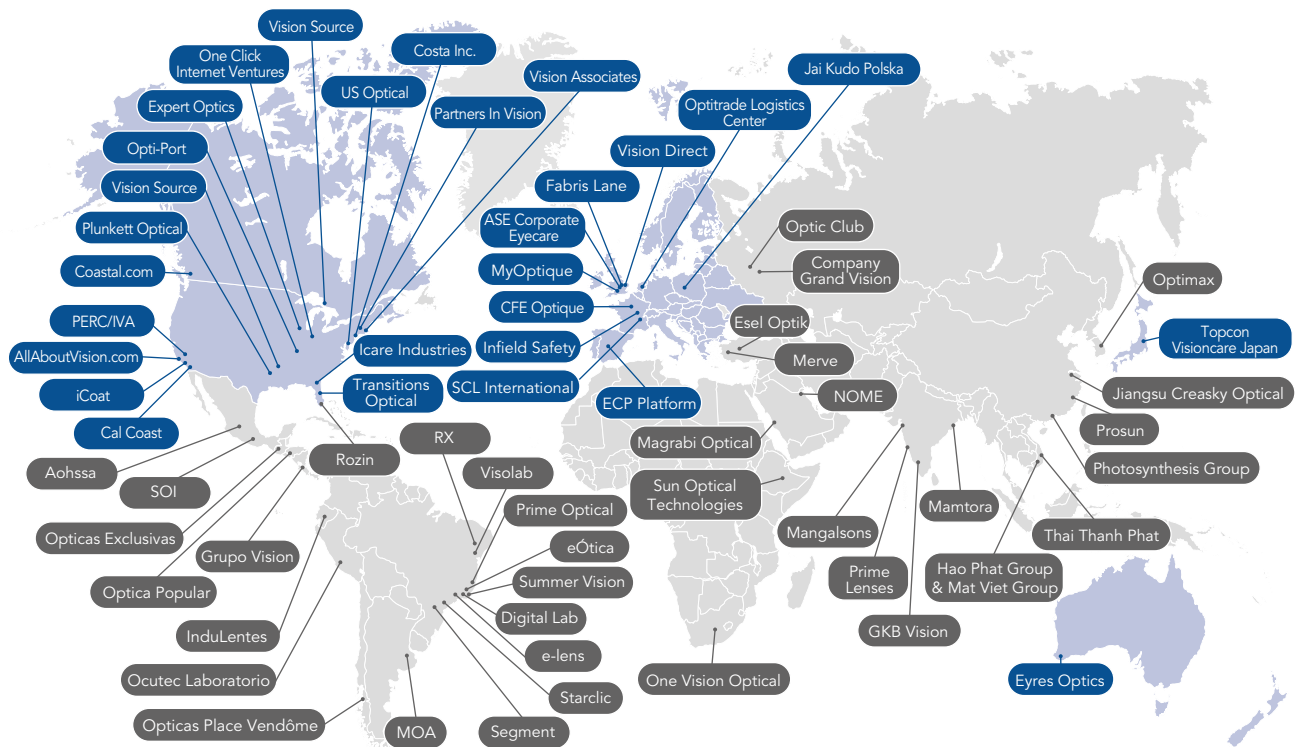 Vision Source
One Click
Internet Ventures
Costa Inc.
Vision Associates
Jai Kudo Polska
US Optical
Expert Optics
Partners In Vision
Optitrade Logistics
Center
Opti-Port
Vision Direct
Vision Source
Fabris Lane
Plunkett Optical
ASE Corporate
Eyecare
Optic Club
Coastal.com
MyOptique
Company
Grand Vision
Optimax
CFE Optique
PERC/IVA
Esel Optik
Topcon
Visioncare Japan
AllAboutVision.com
Icare Industries
Infield Safety
Merve
iCoat
Transitions
Optical
SCL International
ECP Platform
NOME
Jiangsu Creasky Optical
Cal Coast
Prosun
RX
Magrabi Optical
Aohssa
Rozin
Photosynthesis Group
Visolab
SOI
Sun Optical
Technologies
Mamtora
Prime Optical
Mangalsons
Thai Thanh Phat
Opticas Exclusivas
eÓtica
Grupo Vision
Prime
Lenses
Hao Phat Group
& Mat Viet Group
Optica Popular
Summer Vision
Digital Lab
GKB Vision
InduLentes
e-lens
Ocutec Laboratorio
One Vision Optical
Eyres Optics
Starclic
Opticas Place Vendôme
MOA
Segment